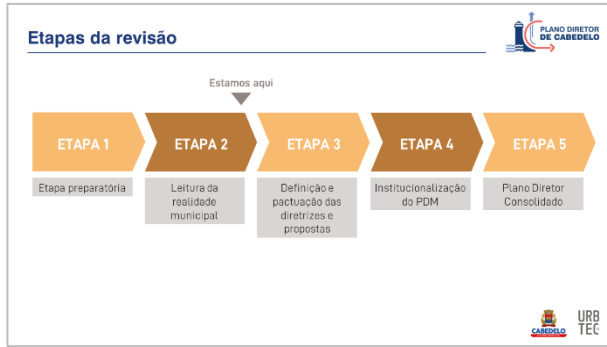 Etapas da revisão
PLANO DIRETOR
DE CABEDELO
Estamos aqui
ETAPA 1
ETAPA 2
ETAPA 3
ETAPA 4
ETAPA 5
Etapa preparatória
Leitura da
realidade
municipal
Definição e
pactuação das
diretrizes e
propostas
Institucionalização
do PDM
Plano Diretor
Consolidado
CABEDELO
URB
TEC